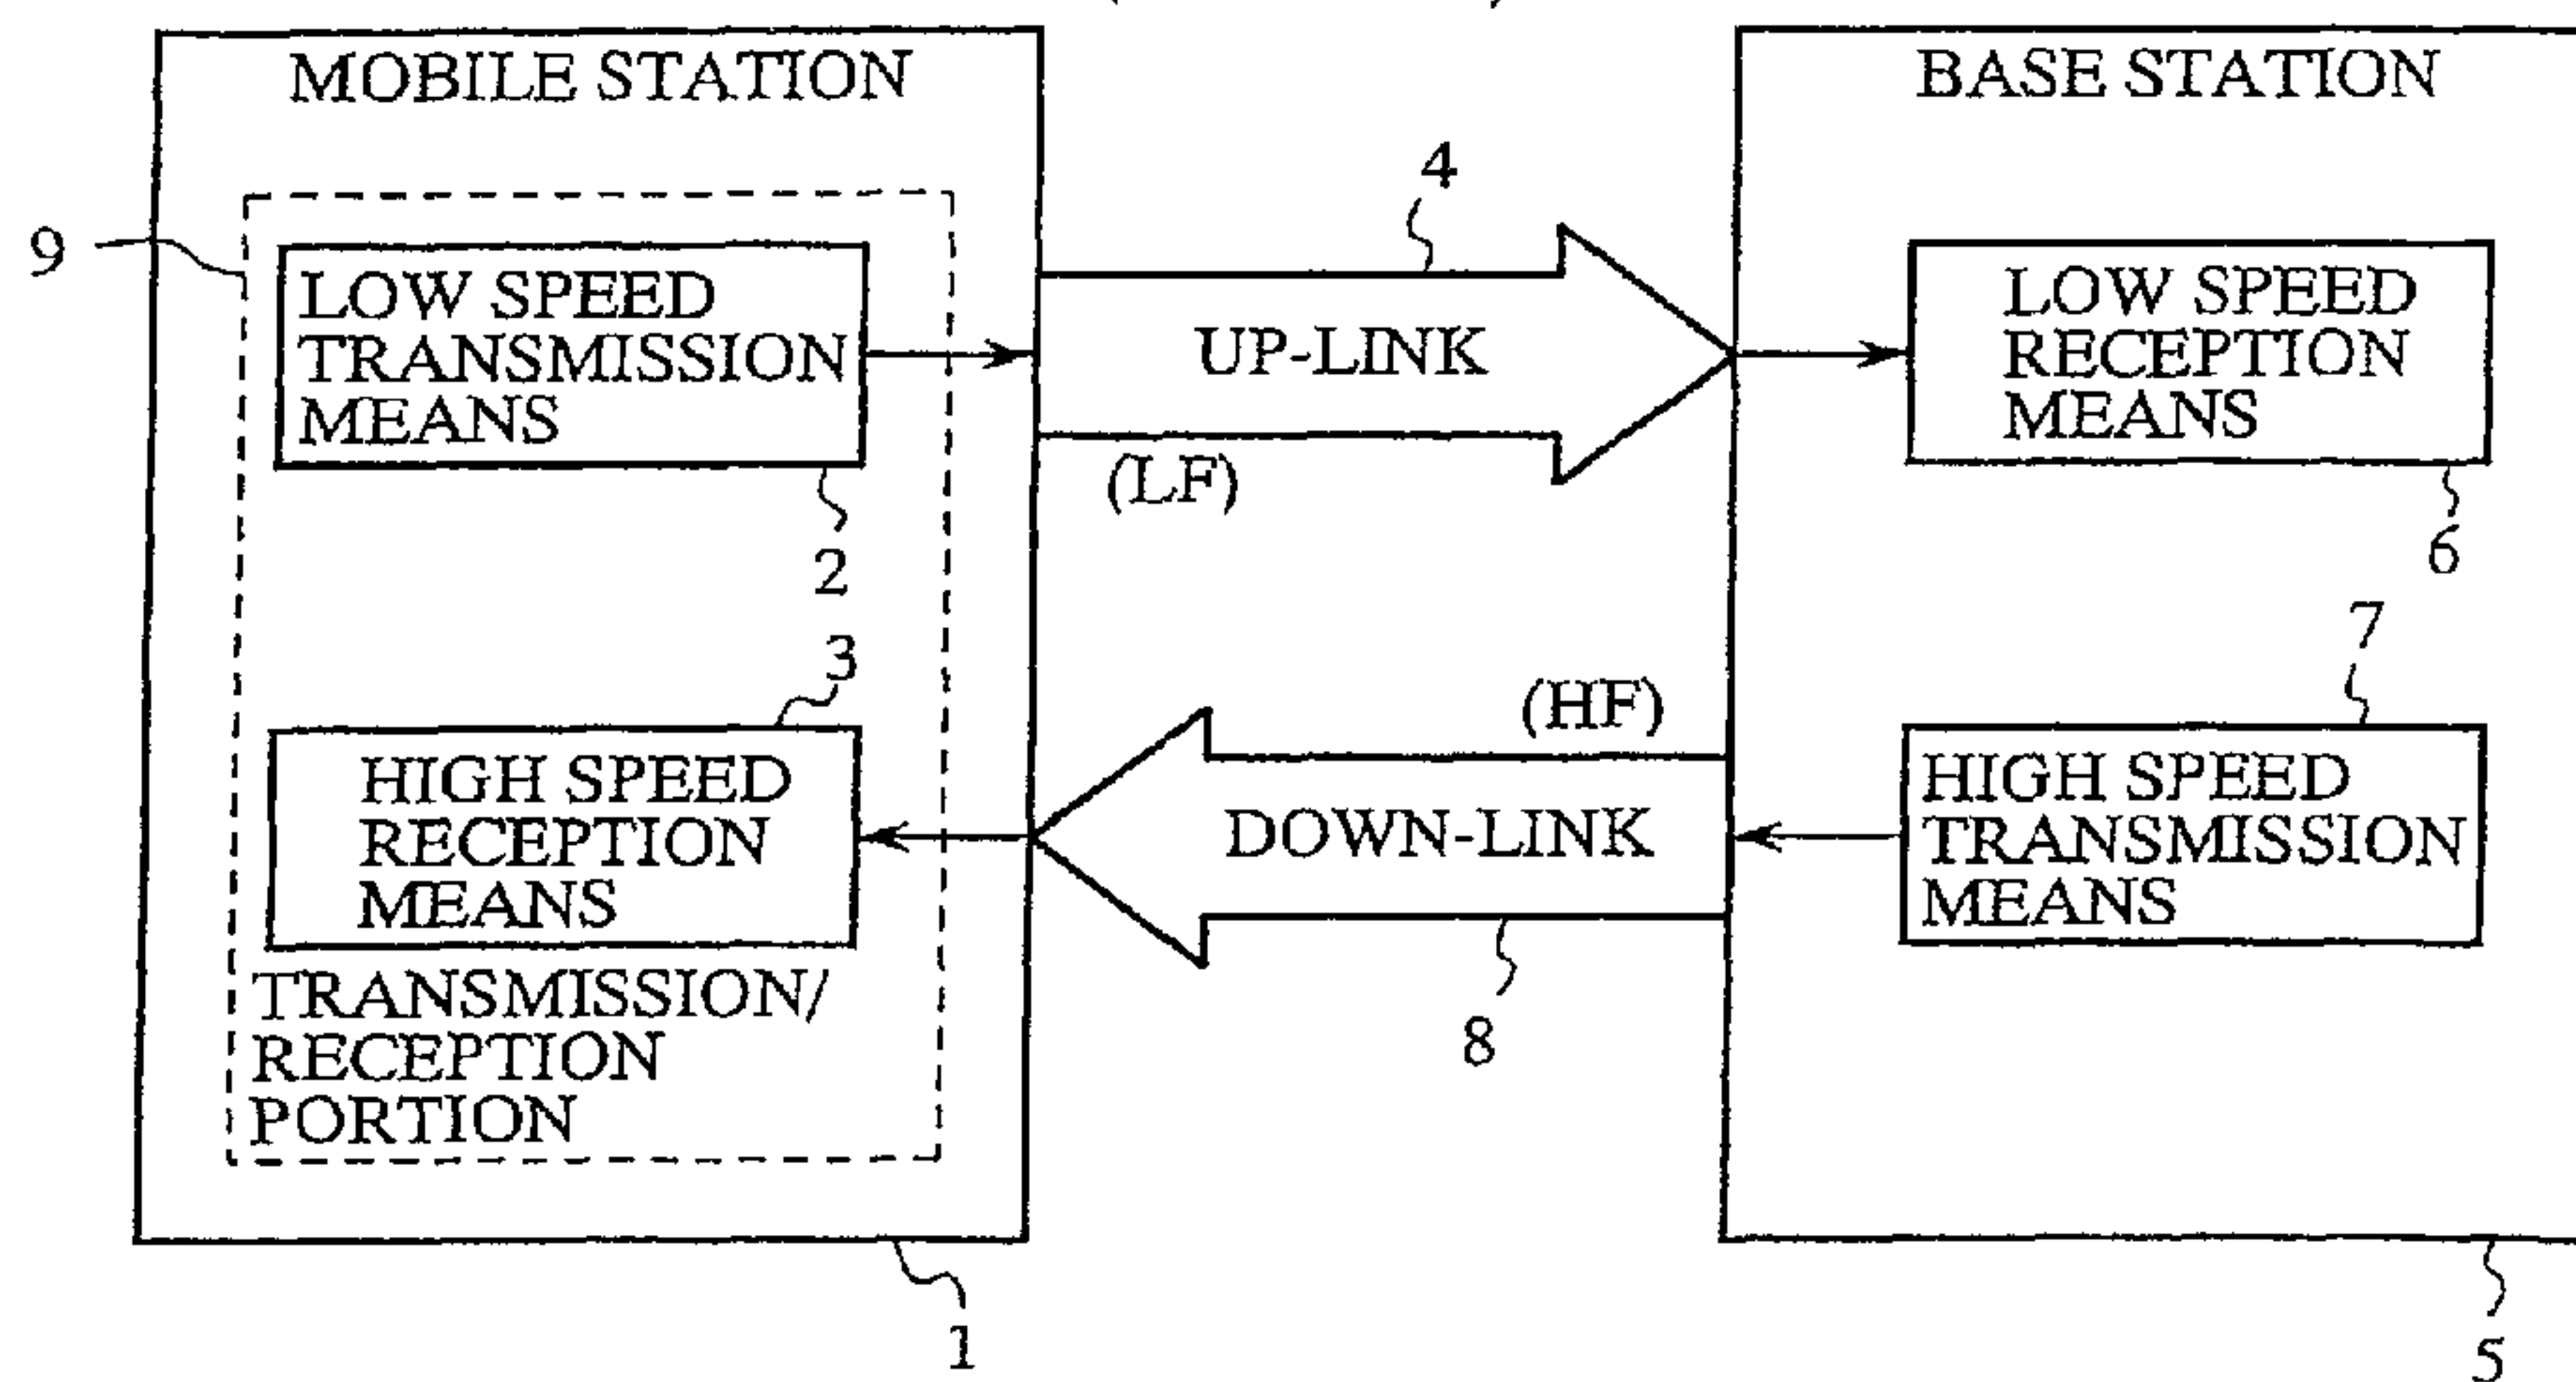 MOBILE STATION
BASE STATION
9
LOW SPEED
TRANSMISSION
MEANS
2
4
UP-LINK
(LF)
LOW SPEED
RECEPTION
MEANS
6
3
HIGH SPEED
RECEPTION
MEANS
TRANSMISSION/
RECEPTION
PORTION
(HF)
DOWN-LINK
8
7
HIGH SPEED
TRANSMISSION
MEANS
1
5